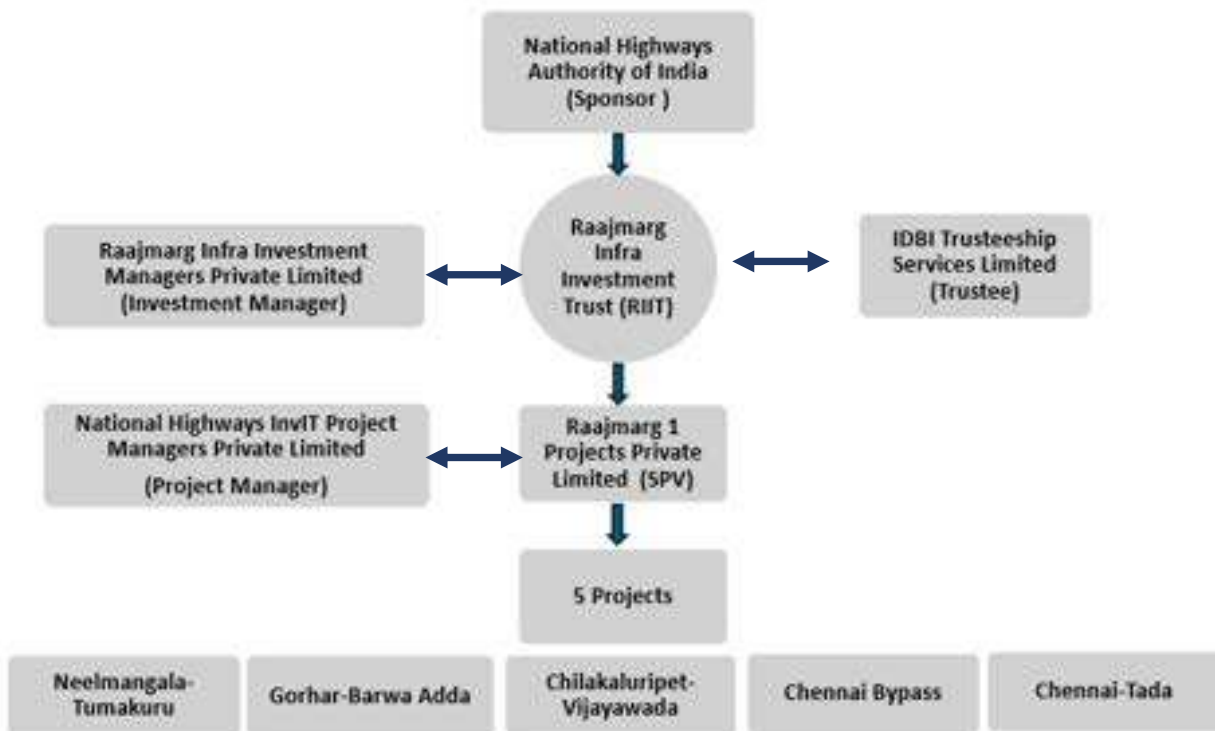 National Highways
Authority of India
(Sponsor )
Raajmarg Infra Investment
Managers Private Limited
(Investment Manager)
Raajmarg
Infra
Investment
Trust (RIIT)
IDBI Trusteeship
Services Limited
(Trustee)
National Highways InvIT Project
Managers Private Limited
(Project Manager)
Raajmarg 1
Projects Private
Limited (SPV)
5 Projects
Neelmangala-
Tumakuru
Gorhar-Barwa Adda
Chilakaluripet-
Vijayawada
Chennai Bypass
Chennai-Tada